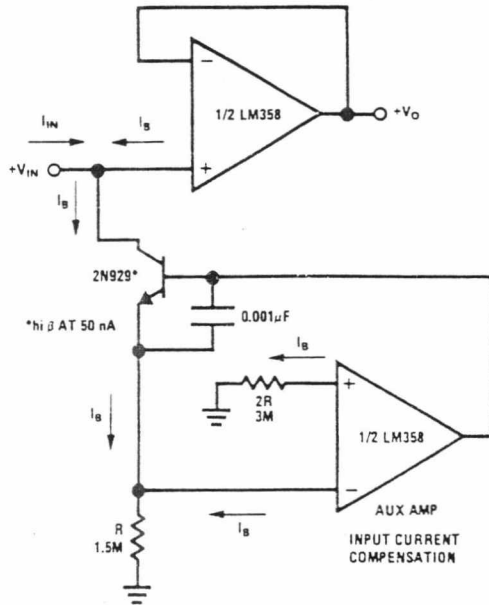 −
1/2 LM358
+V_O
I_IN
I_B
+V_IN
+
I_B
2N929*
*hi β AT 50 nA
0.001μF
I_B
2R
3M
+
1/2 LM358
I_B
−
AUX AMP
I_B
R
1.5M
INPUT CURRENT
COMPENSATION